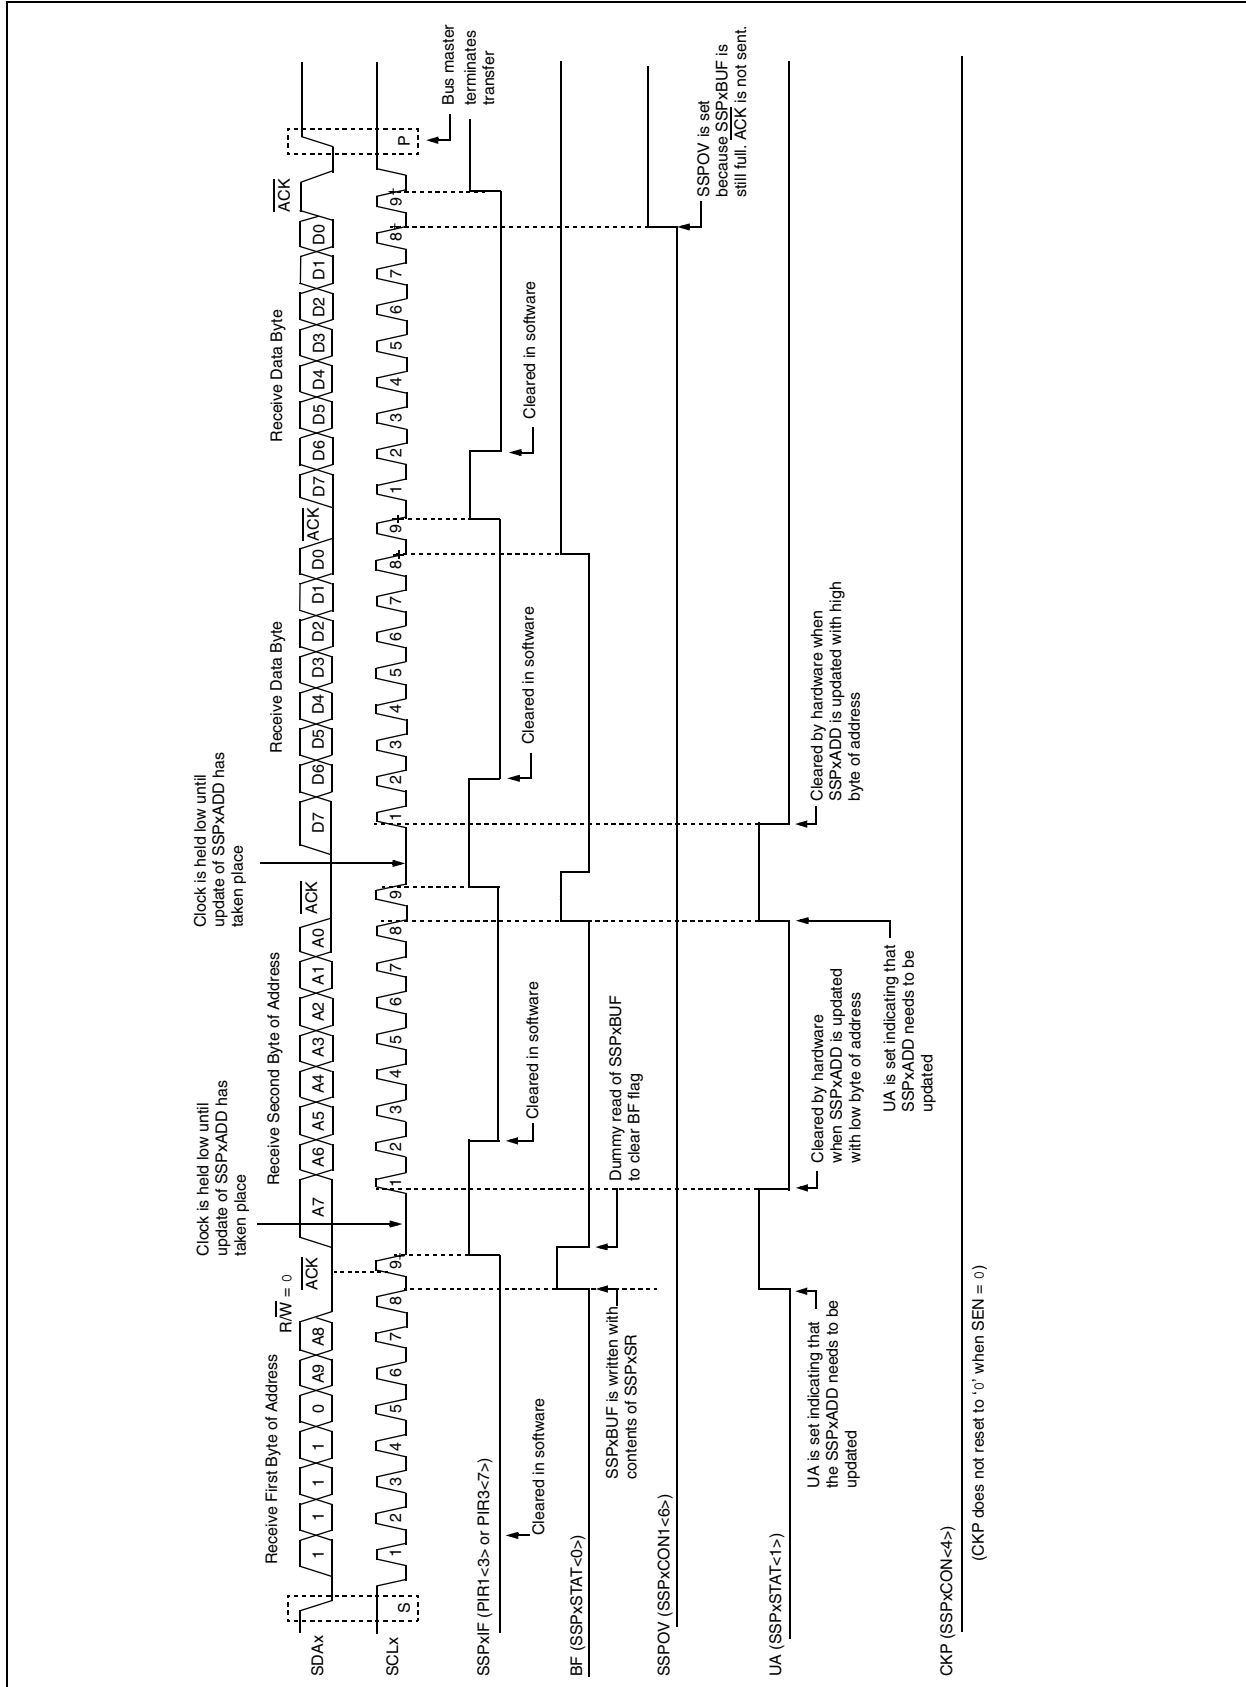 Receive First Byte of Address
R/W = 0
ACK
Clock is held low until
update of SSPxADD has
taken place
Receive Second Byte of Address
ACK
Clock is held low until
update of SSPxADD has
taken place
Receive Data Byte
ACK
Receive Data Byte
ACK
SDAx
1 1 1 1 0 A9 A8
A7 A6 A5 A4 A3 A2 A1 A0
D7 D6 D5 D4 D3 D2 D1 D0
D7 D6 D5 D4 D3 D2 D1 D0
SCLx
S
1 2 3 4 5 6 7 8 9
1 2 3 4 5 6 7 8 9
1 2 3 4 5 6 7 8 9
1 2 3 4 5 6 7 8 9
P
Bus master
terminates
transfer
SSPxIF (PIR1<3> or PIR3<7>)
Cleared in software
Cleared in software
Cleared in software
Cleared in software
BF (SSPxSTAT<0>)
SSPxBUF is written with
contents of SSPxSR
Dummy read of SSPxBUF
to clear BF flag
SSPOV (SSPxCON1<6>)
SSPOV is set
because SSPxBUF is
still full. ACK is not sent.
UA (SSPxSTAT<1>)
UA is set indicating that
the SSPxADD needs to be
updated
Cleared by hardware
when SSPxADD is updated
with low byte of address
UA is set indicating that
SSPxADD needs to be
updated
Cleared by hardware when
SSPxADD is updated with high
byte of address
CKP (SSPxCON<4>)
(CKP does not reset to ‘0’ when SEN = 0)